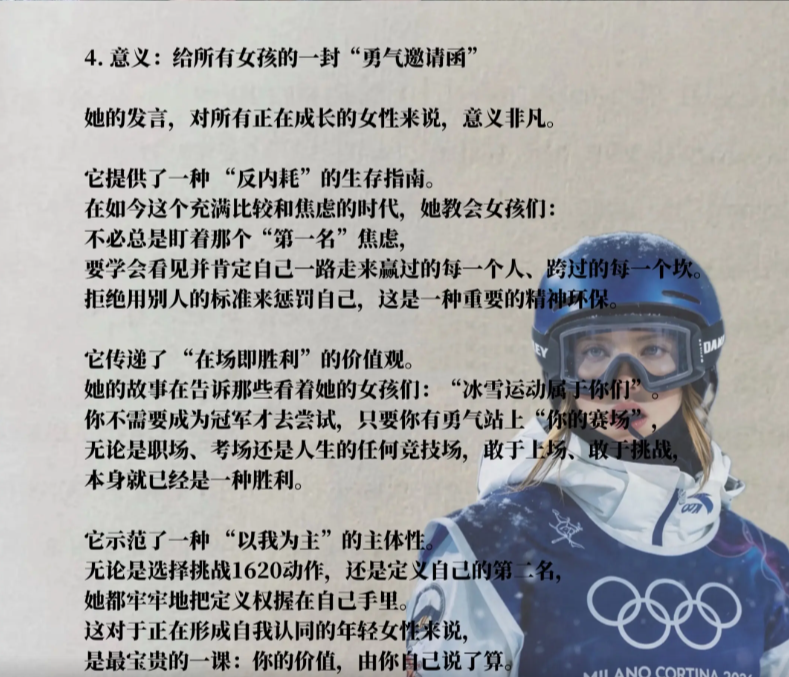 4. 意义：给所有女孩的一封“勇气邀请函”
她的发言，对所有正在成长的女性来说，意义非凡。
它提供了一种 “反内耗”的生存指南。
在如今这个充满比较和焦虑的时代，她教会女孩们：
不必总是盯着那个“第一名”焦虑，
要学会看见并肯定自己一路走来赢过的每一个人、跨过的每一个坎。
拒绝用别人的标准来惩罚自己，这是一种重要的精神环保。
它传递了 “在场即胜利”的价值观。
她的故事在告诉那些看着她的女孩们：“冰雪运动属于你们”。
你不需要成为冠军才去尝试，只要你有勇气站上“你的赛场”，
无论是职场、考场还是人生的任何竞技场，敢于上场、敢于挑战，
本身就已经是一种胜利。
它示范了一种 “以我为主”的主体性。
无论是选择挑战1620动作，还是定义自己的第二名，
她都牢牢地把定义权握在自己手里。
这对于正在形成自我认同的年轻女性来说，
是最宝贵的一课：你的价值，由你自己说了算。
MILANO CORTINA 2026